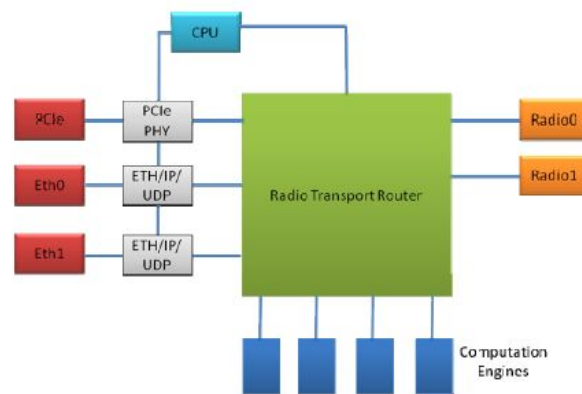 CPU
PCIe
PCIe
PHY
Radio0
Eth0
ETH/IP/
UDP
Radio Transport Router
Radio1
Eth1
ETH/IP/
UDP
Computation
Engines